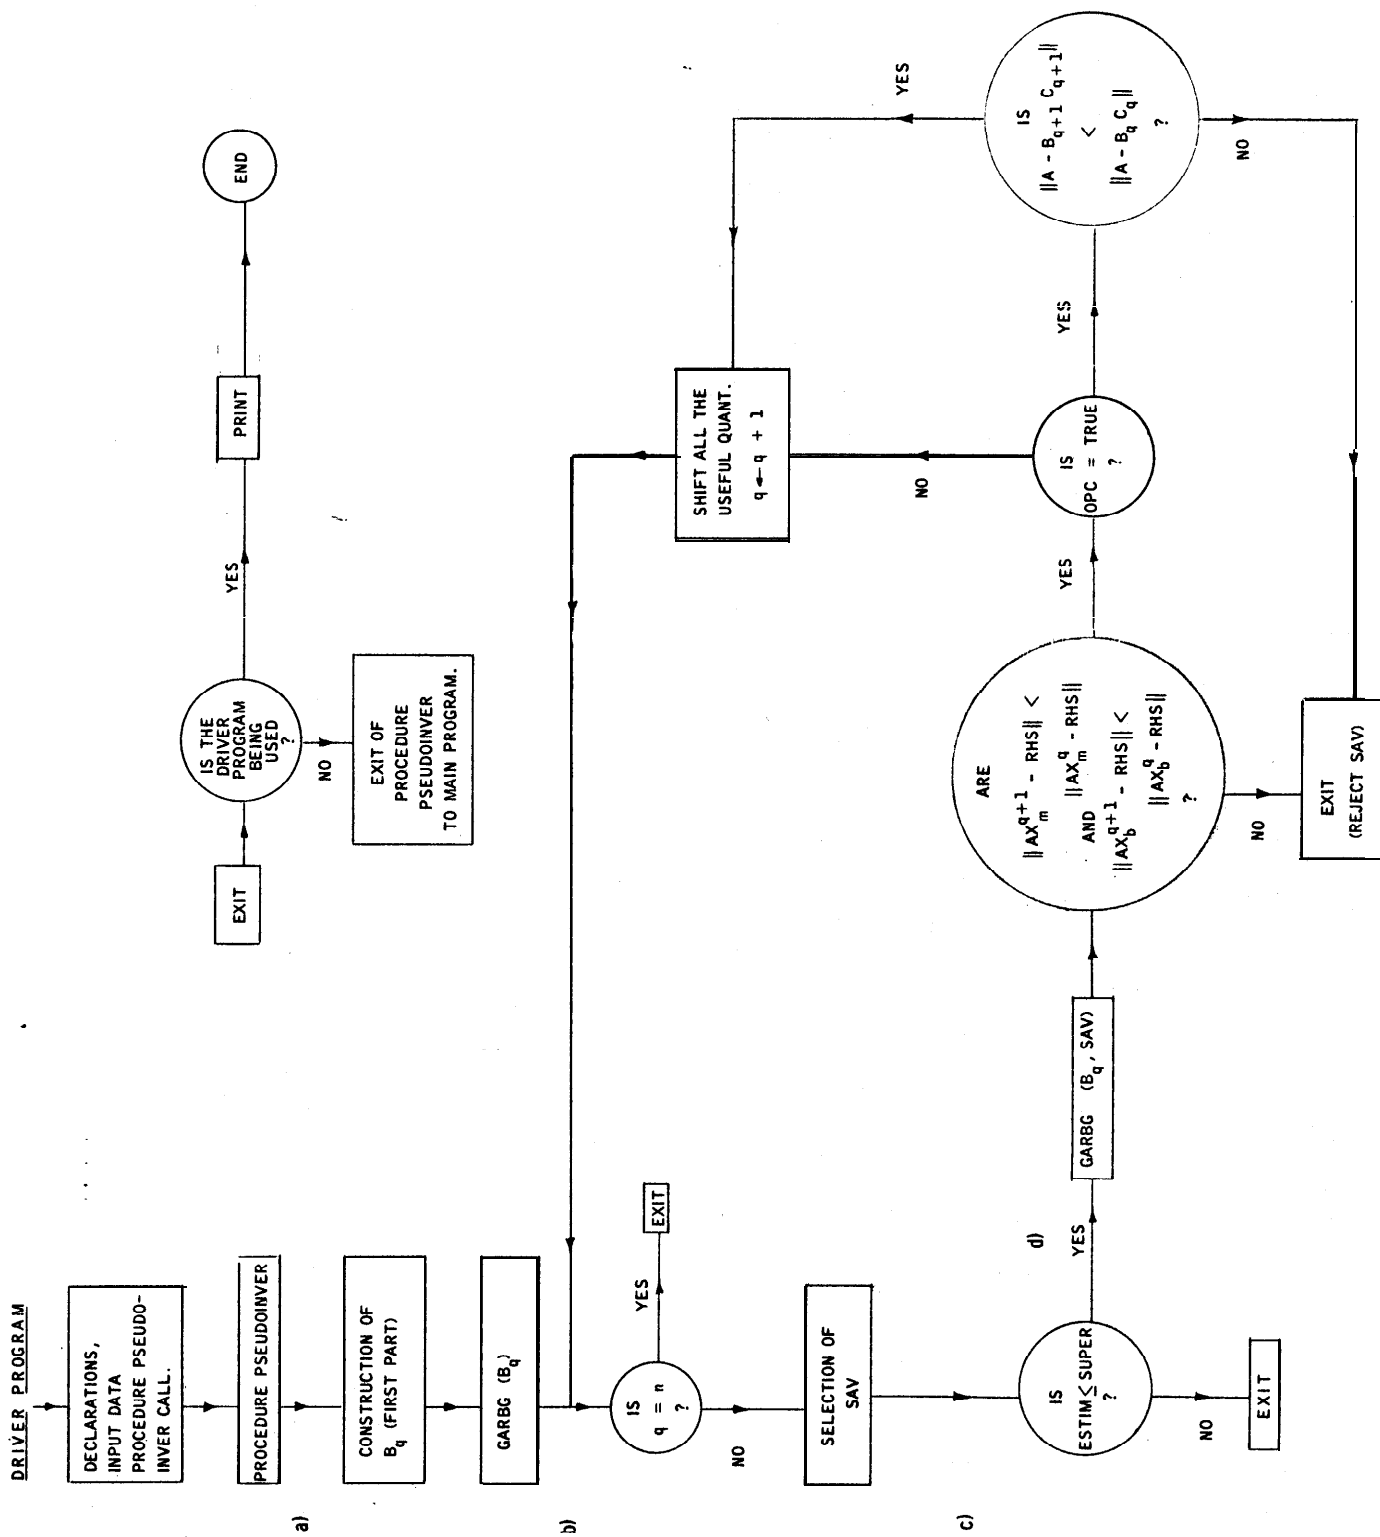 DRIVER PROGRAM
DECLARATIONS,
INPUT DATA
PROCEDURE PSEUDO-
INVER CALL.
a)
PROCEDURE PSEUDOINVER
CONSTRUCTION OF
B_q (FIRST PART)
GARBG (B_q)
b)
IS
q = n
?
YES
EXIT
NO
SELECTION OF
SAV
c)
IS
ESTIM ≤ SUPER
?
NO
EXIT
d)
YES
GARBG (B_q, SAV)
ARE
||AX_m^{q+1} - RHS|| <
||AX_m^q - RHS||
AND
||AX_b^{q+1} - RHS|| <
||AX_b^q - RHS||
?
NO
EXIT
(REJECT SAV)
YES
IS
OPC = TRUE
?
NO
SHIFT ALL THE
USEFUL QUANT.
q ← q + 1
YES
IS
||A - B_{q+1} C_{q+1}||
<
||A - B_q C_q||
?
YES
NO
EXIT
IS THE
DRIVER
PROGRAM
BEING
USED
?
NO
EXIT OF
PROCEDURE
PSEUDOINVER
TO MAIN PROGRAM.
YES
PRINT
END